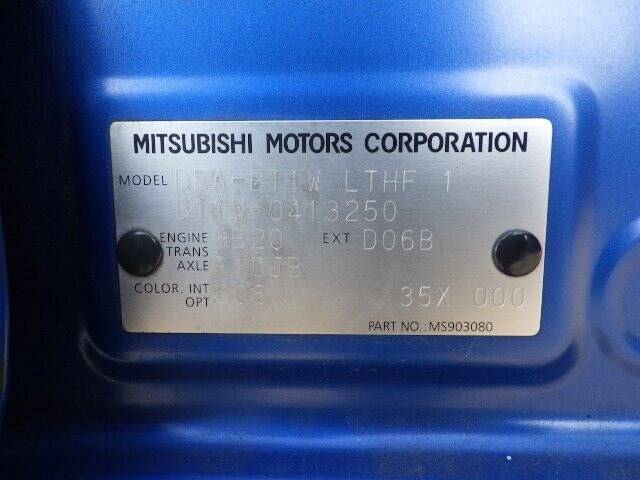 MITSUBISHI MOTORS CORPORATION
MODEL DBA-B11W LTHF 1
B11W-0413250
ENGINE 3B20 EXT D06B
TRANS
AXLE
COLOR. INT 35X 000
OPT
PART NO.:MS903080